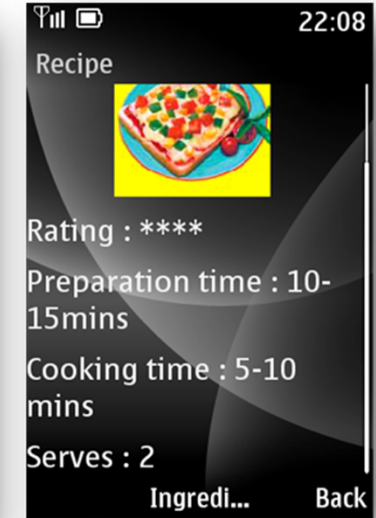 22:08
Recipe
Rating : ****
Preparation time : 10-
15mins
Cooking time : 5-10
mins
Serves : 2
Ingredi... Back